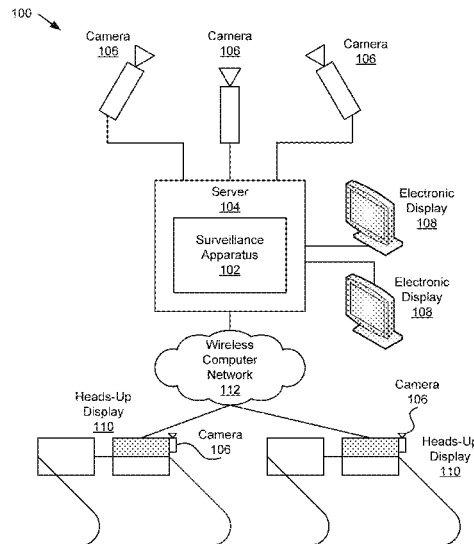 100
Camera
106
Camera
106
Camera
106
Server
104
Surveillance
Apparatus
102
Electronic
Display
108
Electronic
Display
108
Wireless
Computer
Network
112
Camera
106
Heads-Up
Display
110
Camera
106
Heads-Up
Display
110